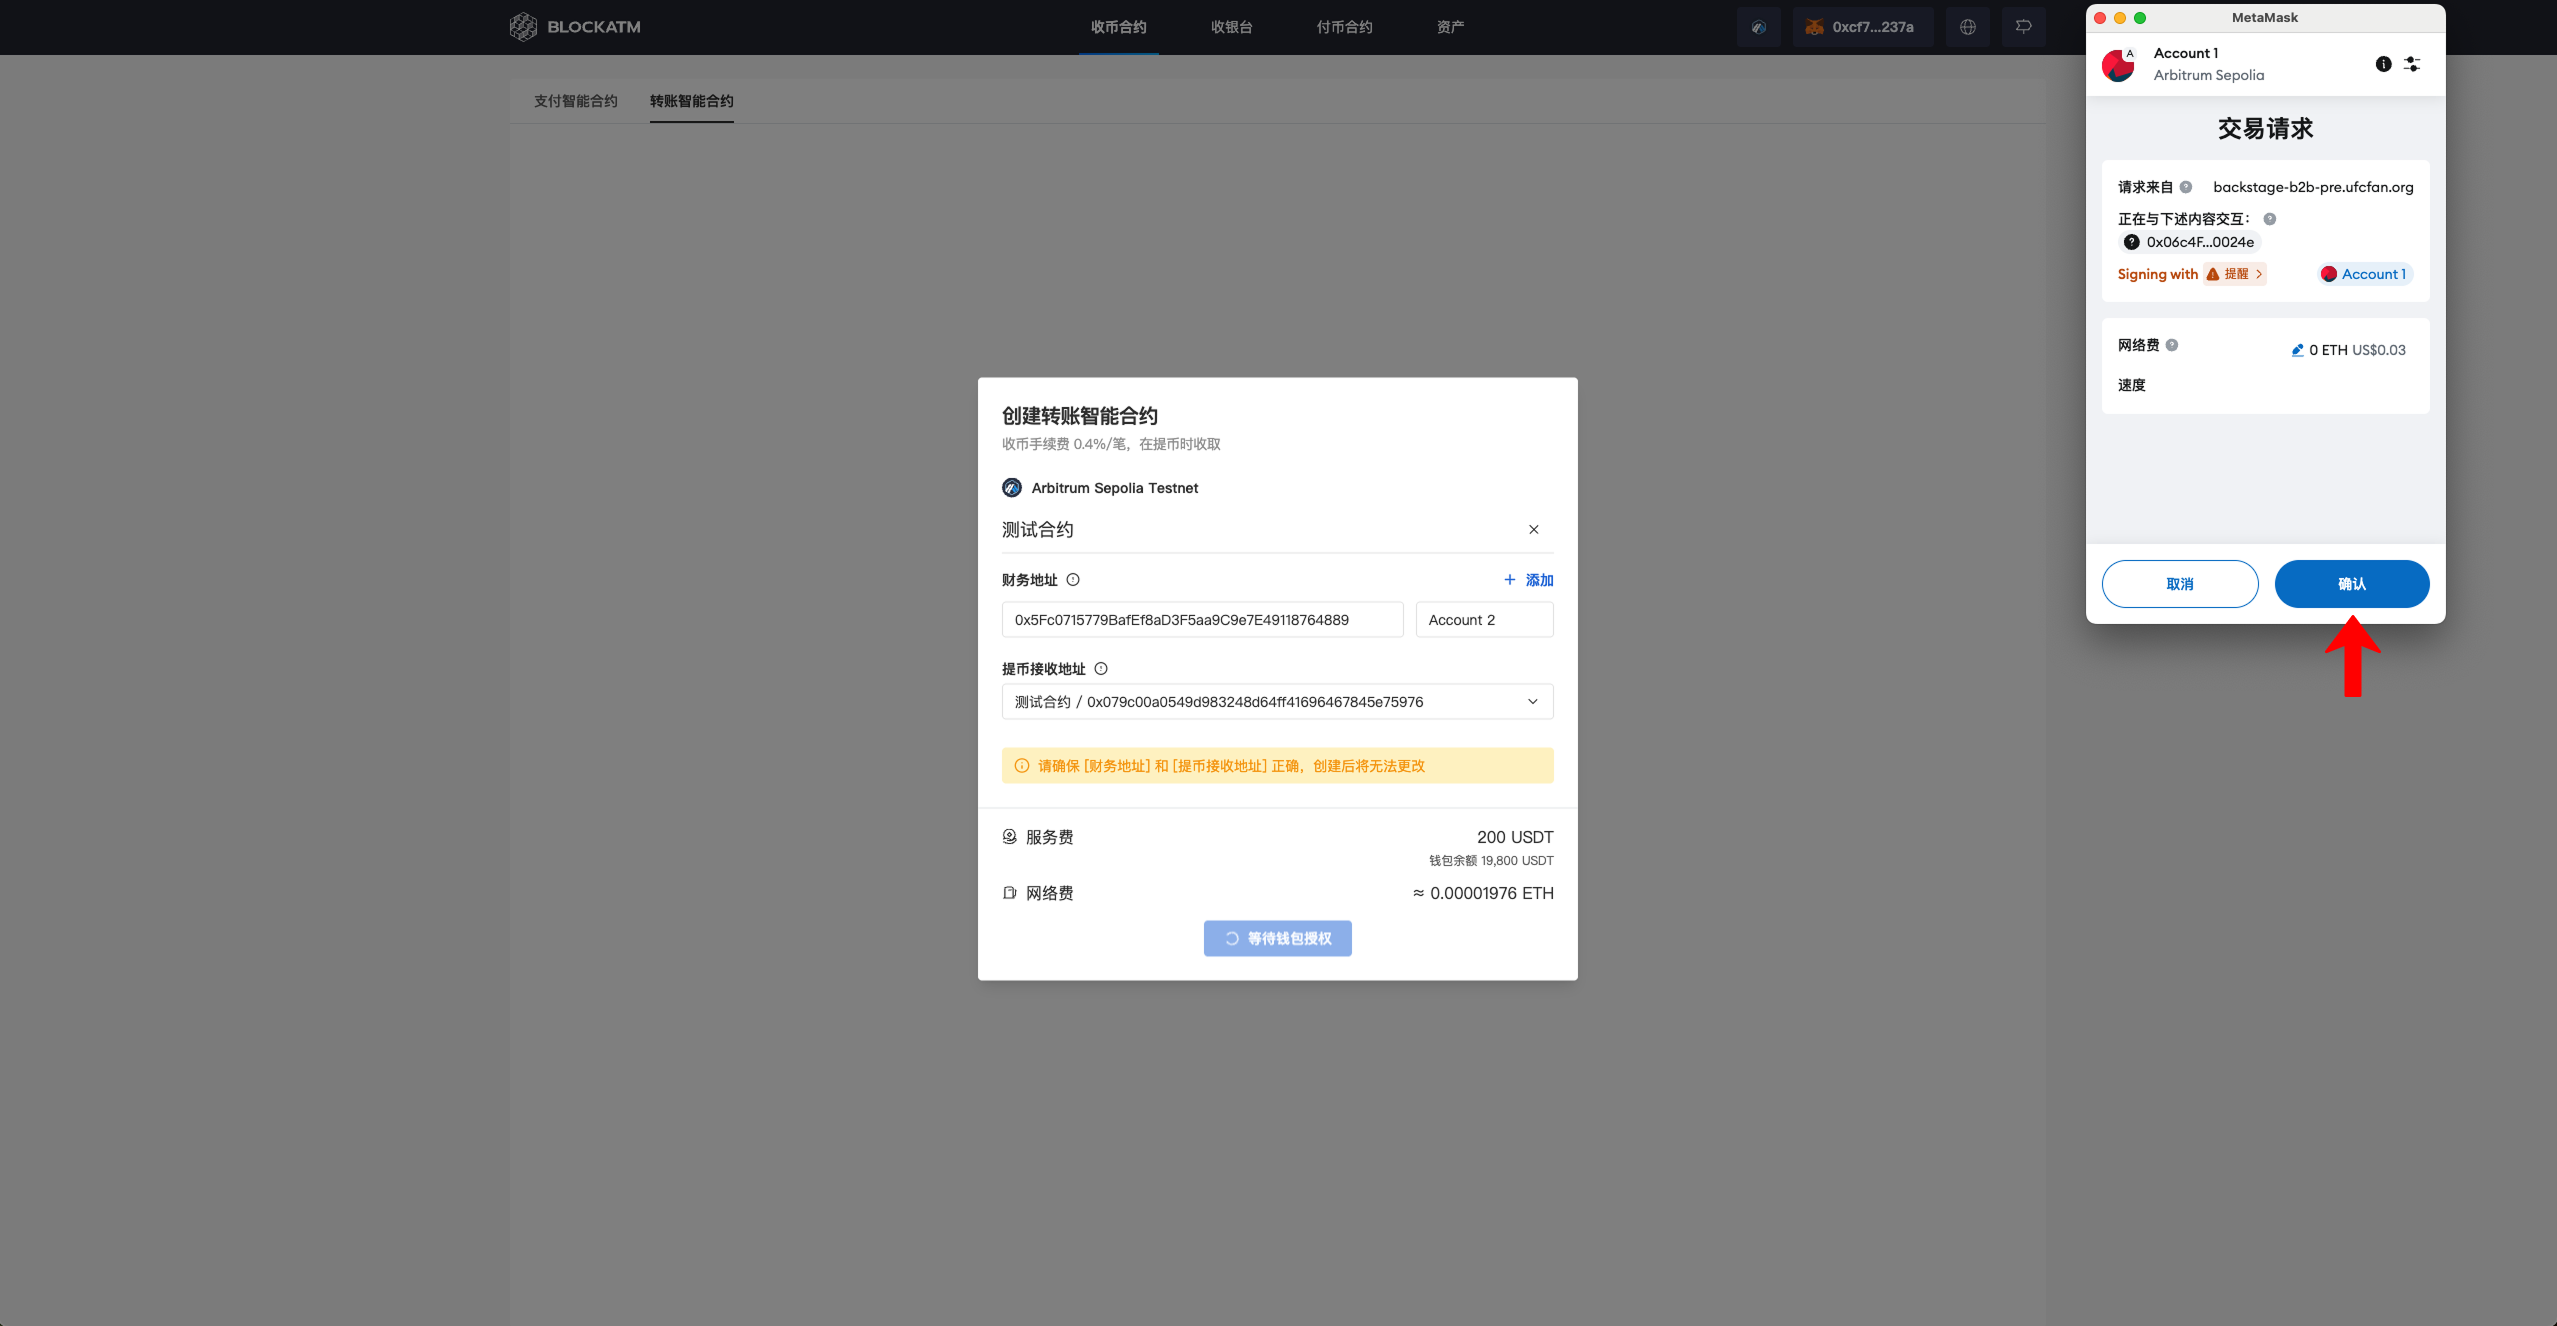 BLOCKATM
收币合约
收银台
付币合约
资产
0xcf7...237a
支付智能合约
转账智能合约
创建转账智能合约
收币手续费 0.4%/笔，在提币时收取
Arbitrum Sepolia Testnet
测试合约
财务地址
添加
0x5Fc0715779BafEf8aD3F5aa9C9e7E49118764889
Account 2
提币接收地址
测试合约 / 0x079c00a0549d983248d64ff41696467845e75976
请确保 [财务地址] 和 [提币接收地址] 正确，创建后将无法更改
服务费
200 USDT
钱包余额 19,800 USDT
网络费
≈ 0.00001976 ETH
等待钱包授权
MetaMask
A
Account 1
Arbitrum Sepolia
交易请求
请求来自
backstage-b2b-pre.ufcfan.org
正在与下述内容交互：
0x06c4F...0024e
Signing with
提醒
Account 1
网络费
0 ETH US$0.03
速度
取消
确认